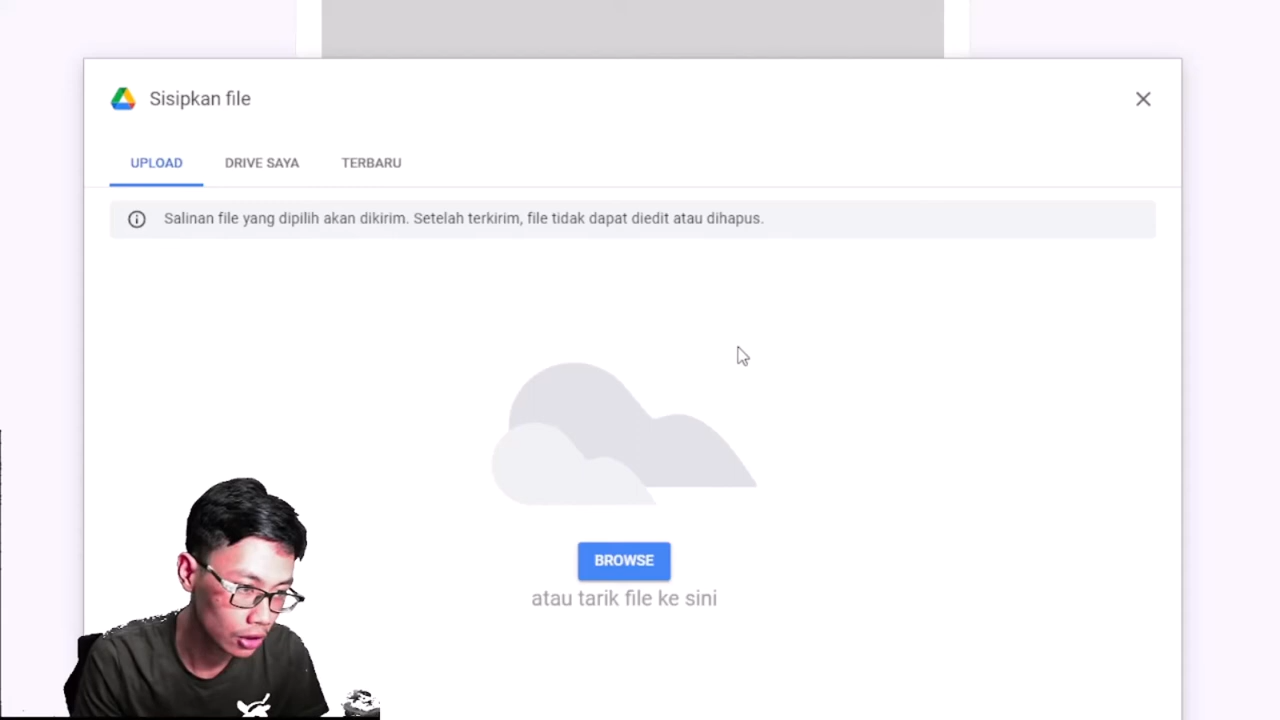 Sisipkan file
UPLOAD DRIVE SAYA TERBARU
Salinan file yang dipilih akan dikirim. Setelah terkirim, file tidak dapat diedit atau dihapus.
BROWSE
atau tarik file ke sini